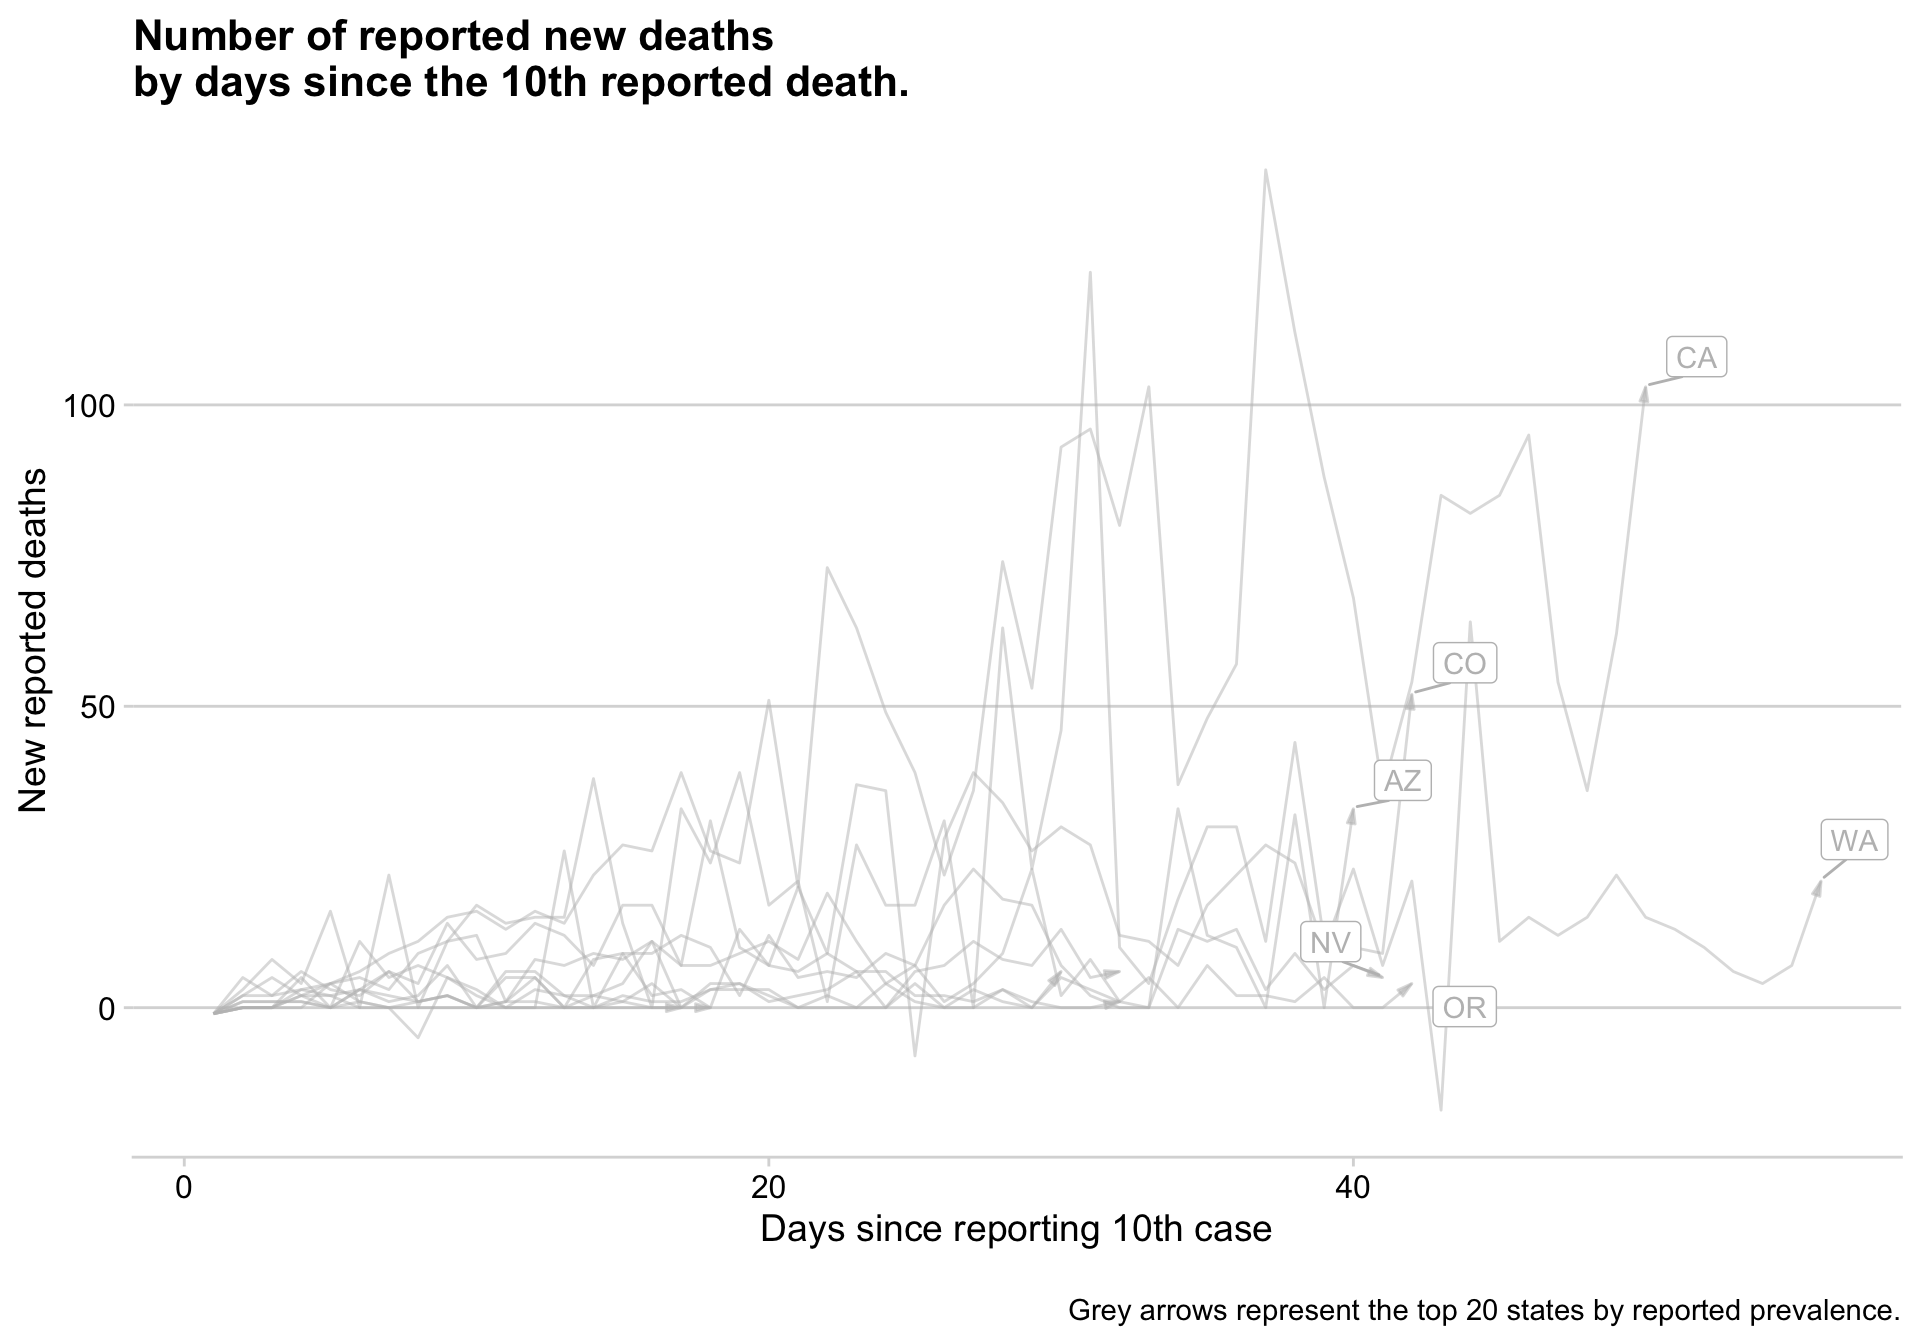 Number of reported new deaths
by days since the 10th reported death.
CA
100
CO
50
AZ
WA
NV
OR
0
New reported deaths
0 20 40
Days since reporting 10th case
Grey arrows represent the top 20 states by reported prevalence.